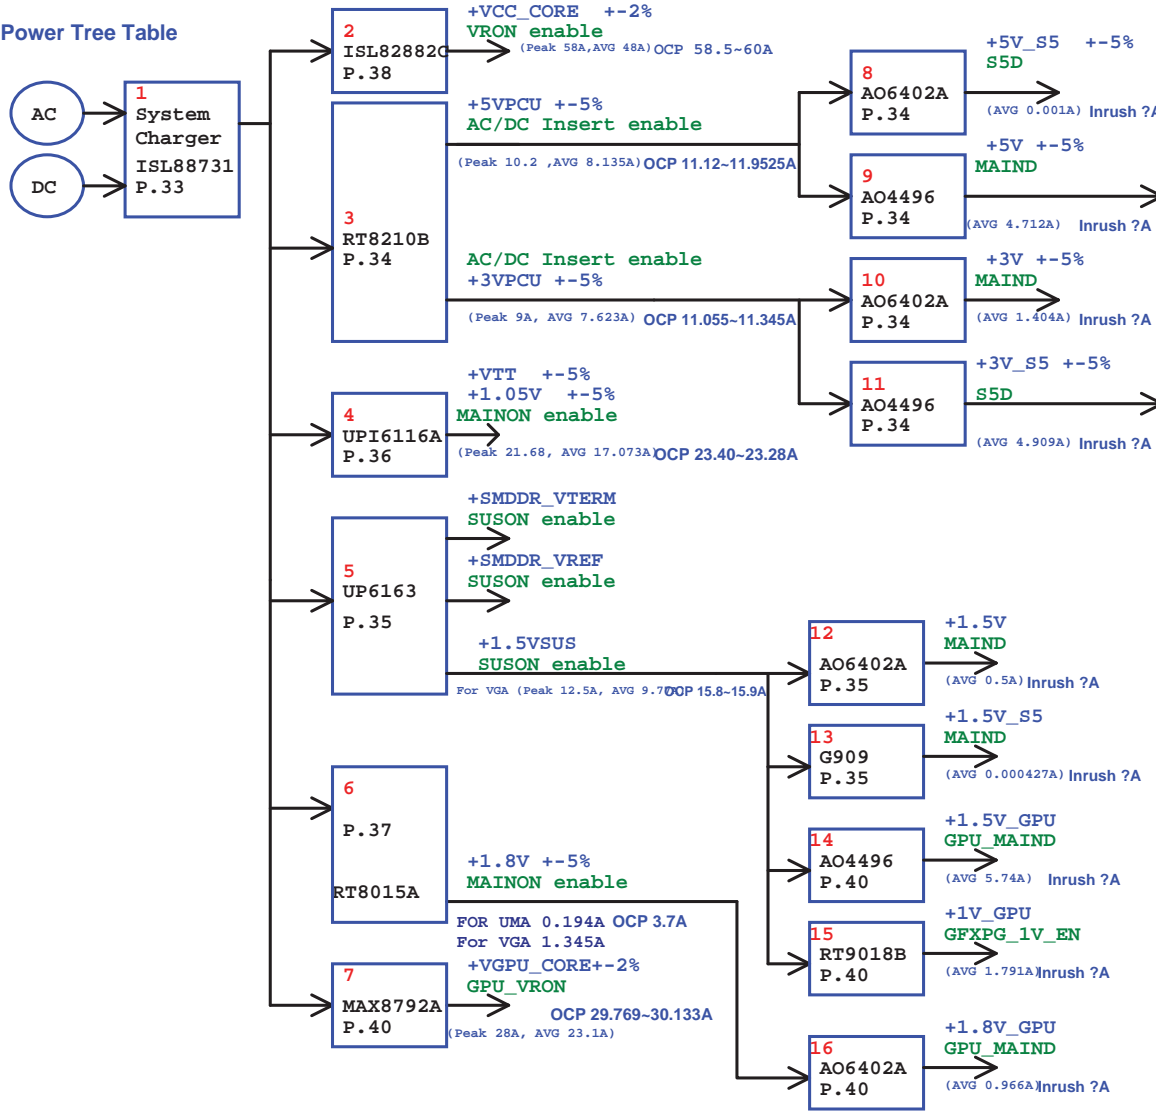 Power Tree Table
AC
DC
1
System
Charger
ISL88731
P.33
2
ISL82882C
P.38
+VCC_CORE +-2%
VRON enable
(Peak 58A,AVG 48A) OCP 58.5~60A
3
RT8210B
P.34
+5VPCU +-5%
AC/DC Insert enable
(Peak 10.2 ,AVG 8.135A) OCP 11.12~11.9525A
AC/DC Insert enable
+3VPCU +-5%
(Peak 9A, AVG 7.623A) OCP 11.055~11.345A
4
UPI6116A
P.36
+VTT +-5%
+1.05V +-5%
MAINON enable
(Peak 21.68, AVG 17.073A) OCP 23.40~23.28A
5
UP6163
P.35
+SMDDR_VTERM
SUSON enable
+SMDDR_VREF
SUSON enable
+1.5VSUS
SUSON enable
For VGA (Peak 12.5A, AVG OCP 15.8~15.9A
6
P.37
RT8015A
+1.8V +-5%
MAINON enable
FOR UMA 0.194A OCP 3.7A
For VGA 1.345A
7
MAX8792A
P.40
+VGPU_CORE+-2%
GPU_VRON
OCP 29.769~30.133A
(Peak 28A, AVG 23.1A)
8
AO6402A
P.34
+5V_S5 +-5%
S5D
(AVG 0.001A) Inrush ?A
9
AO4496
P.34
+5V +-5%
MAIND
(AVG 4.712A) Inrush ?A
10
AO6402A
P.34
+3V +-5%
MAIND
(AVG 1.404A) Inrush ?A
11
AO4496
P.34
+3V_S5 +-5%
S5D
(AVG 4.909A) Inrush ?A
12
AO6402A
P.35
+1.5V
MAIND
(AVG 0.5A) Inrush ?A
13
G909
P.35
+1.5V_S5
MAIND
(AVG 0.000427A) Inrush ?A
14
AO4496
P.40
+1.5V_GPU
GPU_MAIND
(AVG 5.74A) Inrush ?A
15
RT9018B
P.40
+1V_GPU
GFXPG_1V_EN
(AVG 1.791A) Inrush ?A
16
AO6402A
P.40
+1.8V_GPU
GPU_MAIND
(AVG 0.966A) Inrush ?A